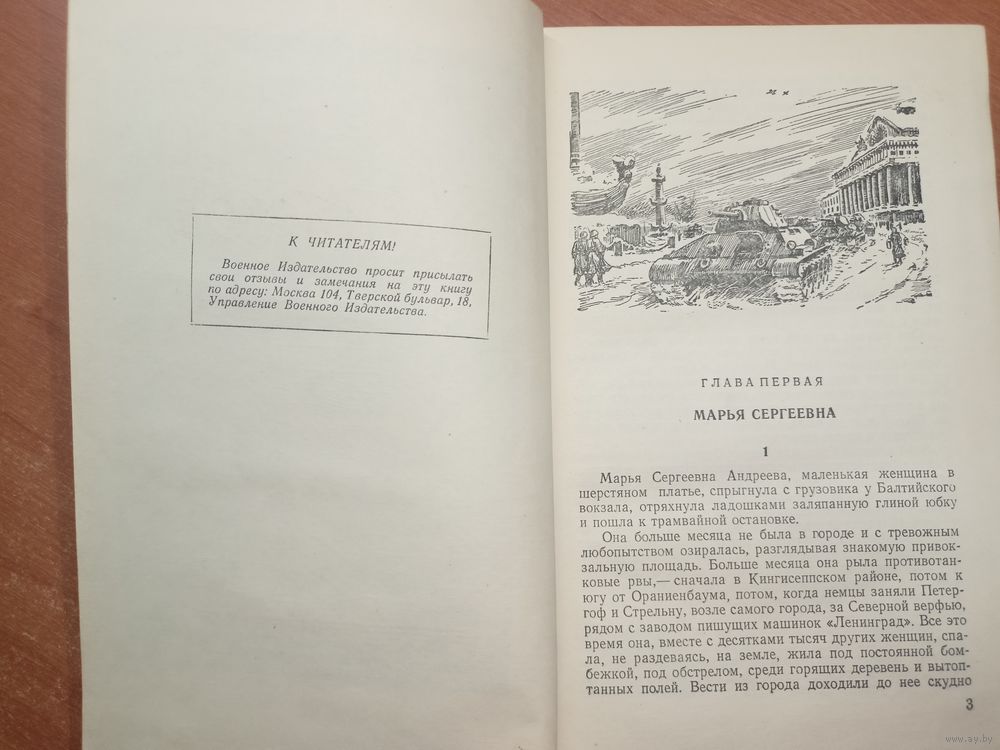 К ЧИТАТЕЛЯМ!
Военное Издательство просит присылать
свои отзывы и замечания на эту книгу
по адресу: Москва 104, Тверской бульвар, 18,
Управление Военного Издательства.
ГЛАВА ПЕРВАЯ
МАРЬЯ СЕРГЕЕВНА
1
Марья Сергеевна Андреева, маленькая женщина в
шерстяном платье, спрыгнула с грузовика у Балтийского
вокзала, отряхнула ладошками заляпанную глиной юбку
и пошла к трамвайной остановке.
Она больше месяца не была в городе и с тревожным
любопытством озиралась, разглядывая знакомую привок-
зальную площадь. Больше месяца она рыла противотан-
ковые рвы,— сначала в Кингисеппском районе, потом к
югу от Ораниенбаума, потом, когда немцы заняли Петер-
гоф и Стрельну, возле самого города, за Северной верфью,
рядом с заводом пишущих машинок «Ленинград». Все это
время она, вместе с десятками тысяч других женщин, спа-
ла, не раздеваясь, на земле, жила под постоянной бом-
бежкой, под обстрелом, среди горящих деревень и вытоп-
танных полей. Вести из города доходили до нее скудно
3
www.ay.by